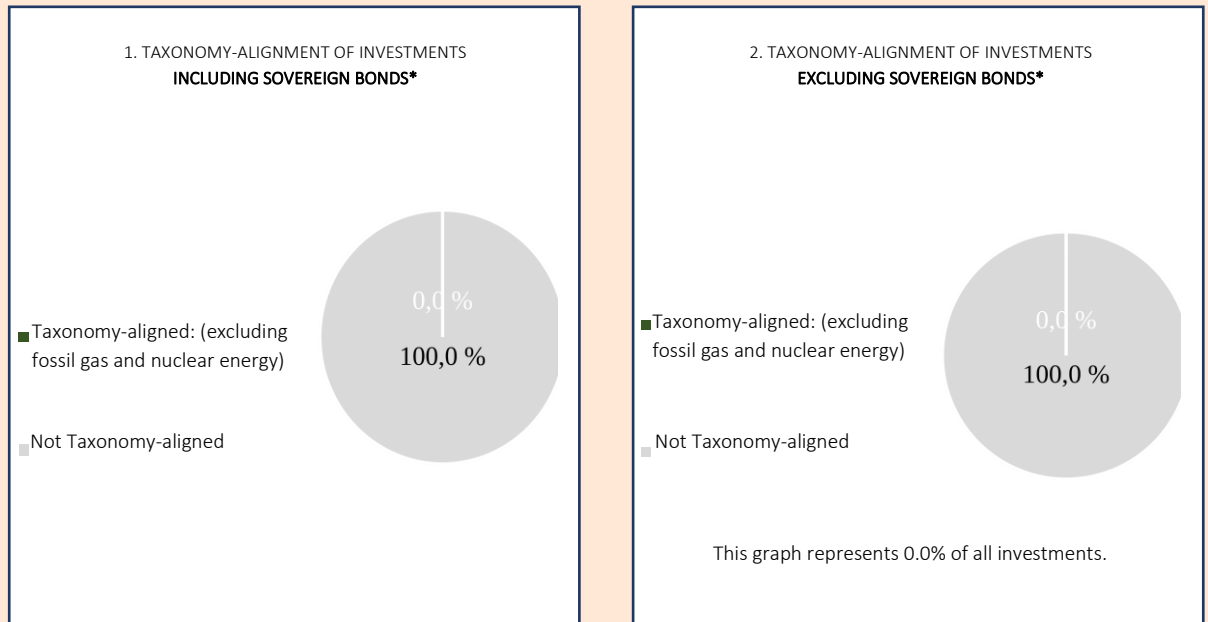 1. TAXONOMY-ALIGNMENT OF INVESTMENTS
INCLUDING SOVEREIGN BONDS*
0,0 %
100,0 %
Taxonomy-aligned: (excluding
fossil gas and nuclear energy)
Not Taxonomy-aligned
2. TAXONOMY-ALIGNMENT OF INVESTMENTS
EXCLUDING SOVEREIGN BONDS*
0,0 %
100,0 %
Taxonomy-aligned: (excluding
fossil gas and nuclear energy)
Not Taxonomy-aligned
This graph represents 0.0% of all investments.